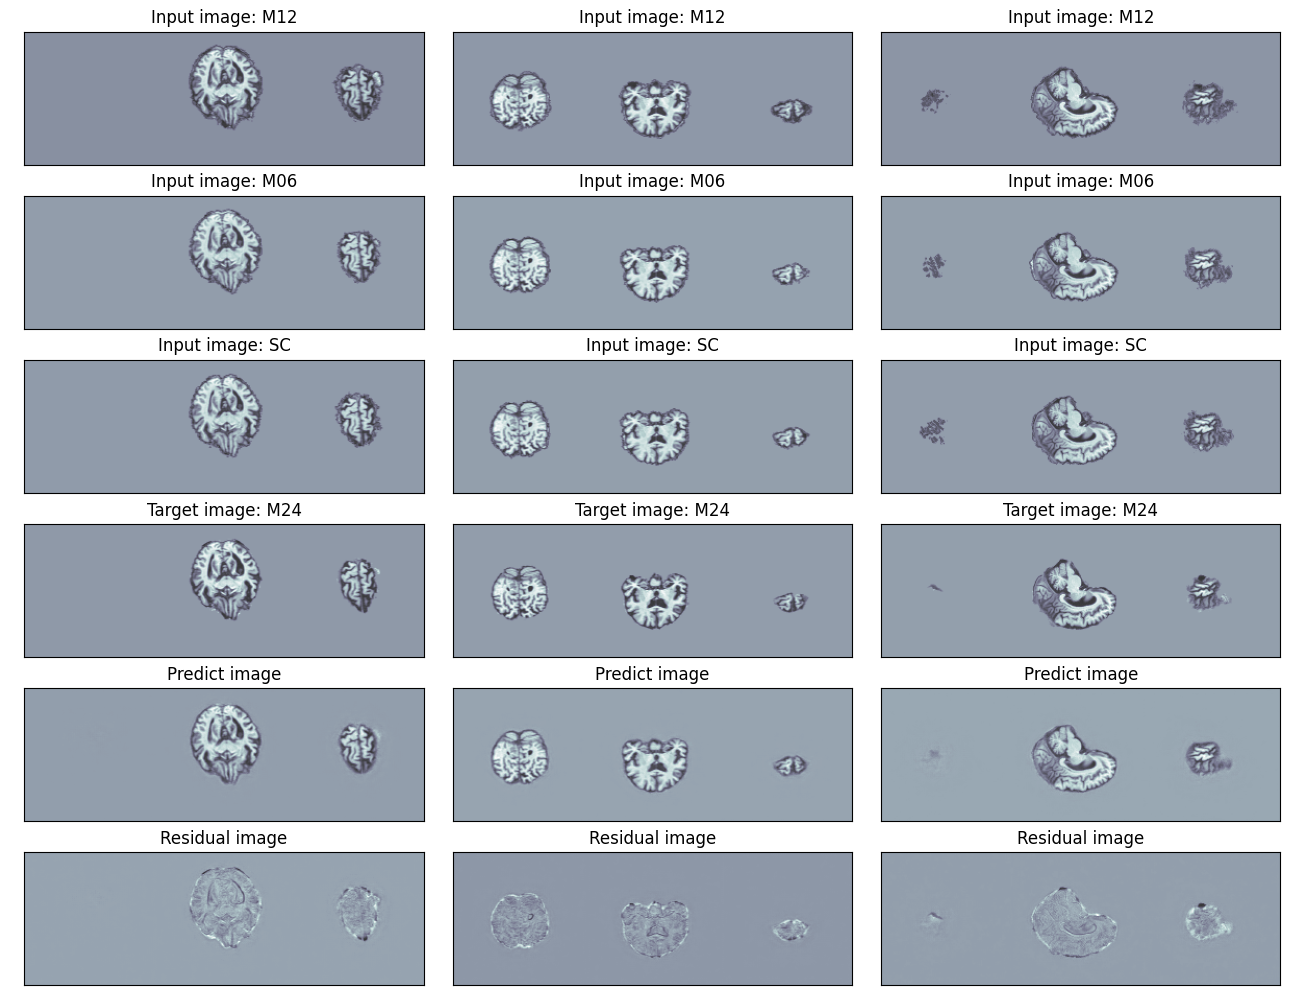 Input image: M12 Input image: M12 Input image: M12
Input image: M06 Input image: M06 Input image: M06
Input image: SC Input image: SC Input image: SC
Target image: M24 Target image: M24 Target image: M24
Predict image Predict image Predict image
Residual image Residual image Residual image